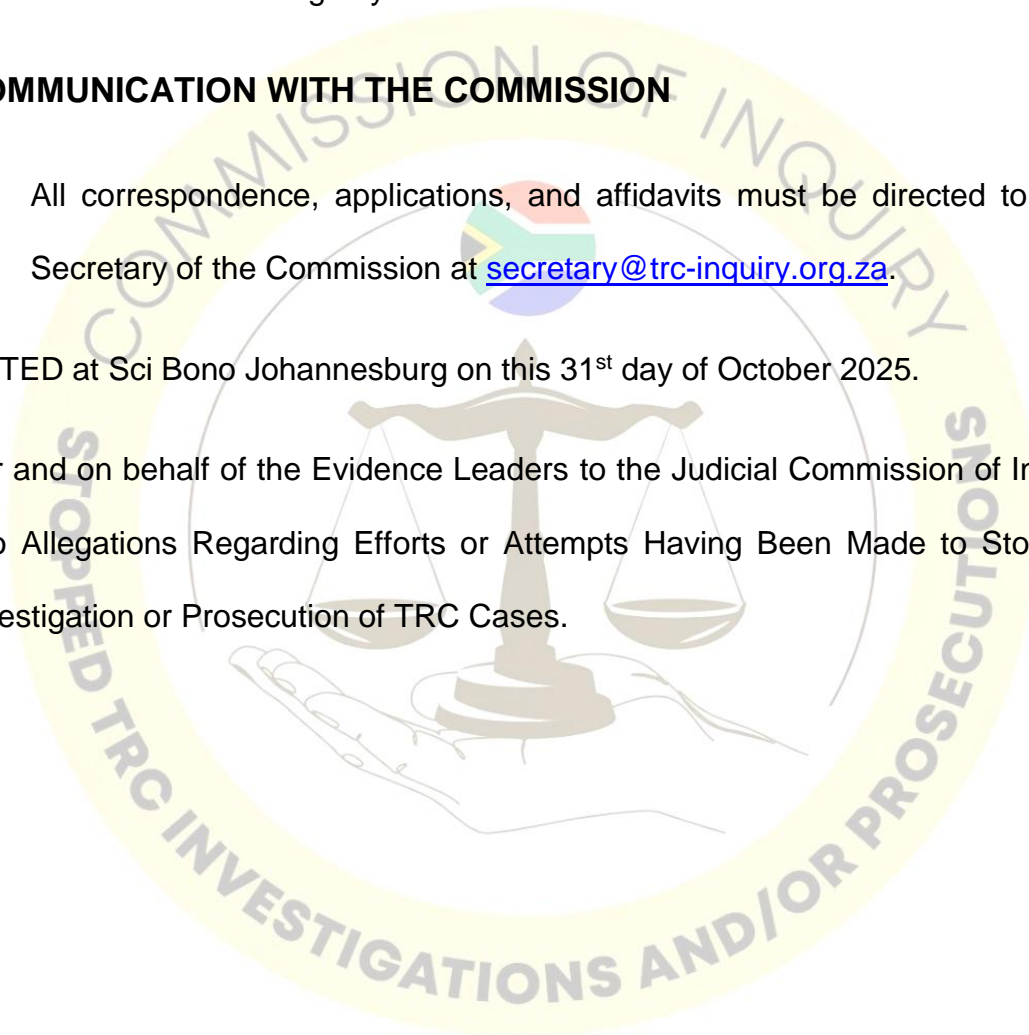 OMMUNICATION WITH THE COMMISSION
All correspondence, applications, and affidavits must be directed to
Secretary of the Commission at secretary@trc-inquiry.org.za.
TED at Sci Bono Johannesburg on this 31st day of October 2025.
r and on behalf of the Evidence Leaders to the Judicial Commission of In
o Allegations Regarding Efforts or Attempts Having Been Made to Sto
estigation or Prosecution of TRC Cases.
COMMISSION OF INQUIRY
STOPPED TRC INVESTIGATIONS AND/OR PROSECUTIONS